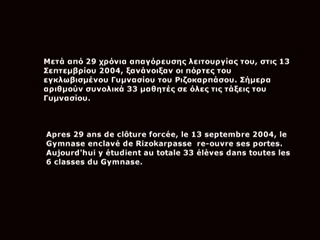 Μετά από 29 χρόνια απαγόρευσης λειτουργίας του, στις 13
Σεπτεμβρίου 2004, ξανάνοιξαν οι πόρτες του
εγκλωβισμένου Γυμνασίου του Ριζοκαρπάσου. Σήμερα
αριθμούν συνολικά 33 μαθητές σε όλες τις τάξεις του
Γυμνασίου.
Apres 29 ans de clôture forcée, le 13 septembre 2004, le
Gymnase enclavé de Rizokarpasse re-ouvre ses portes.
Aujourd'hui y étudient au totale 33 élèves dans toutes les
6 classes du Gymnase.